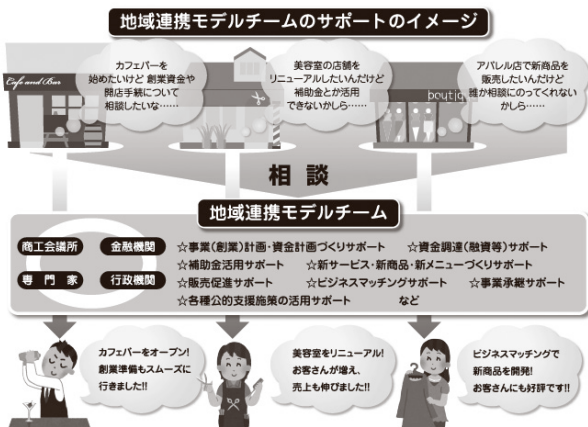 地域連携モデルチームのサポートのイメージ
カフェバーを
始めたいけど 創業資金や
開店手続について
相談したいな……
美容室の店舗を
リニューアルしたいんだけど
補助金とか活用
できないかしら……
アパレル店で新商品を
販売したいんだけど
誰か相談にのってくれない
かしら……
Cafe and Bar
boutiq
相談
地域連携モデルチーム
商工会議所 金融機関
専門家 行政機関
☆事業(創業)計画・資金計画づくりサポート ☆資金調達(融資等)サポート
☆補助金活用サポート ☆新サービス・新商品・新メニューづくりサポート
☆販売促進サポート ☆ビジネスマッチングサポート ☆事業承継サポート
☆各種公的支援施策の活用サポート など
カフェバーをオープン!
創業準備もスムーズに
行きました!!
美容室をリニューアル!
お客さんが増え、
売上も伸びました!!
ビジネスマッチングで
新商品を開発!
お客さんにも好評です!!